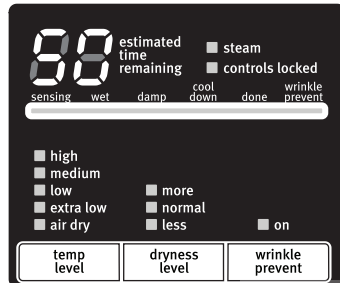 50
estimated
time
remaining
steam
controls locked
sensing wet damp cool down done wrinkle prevent
high
medium
low
extra low
air dry
more
normal
less
on
temp
level
dryness
level
wrinkle
prevent